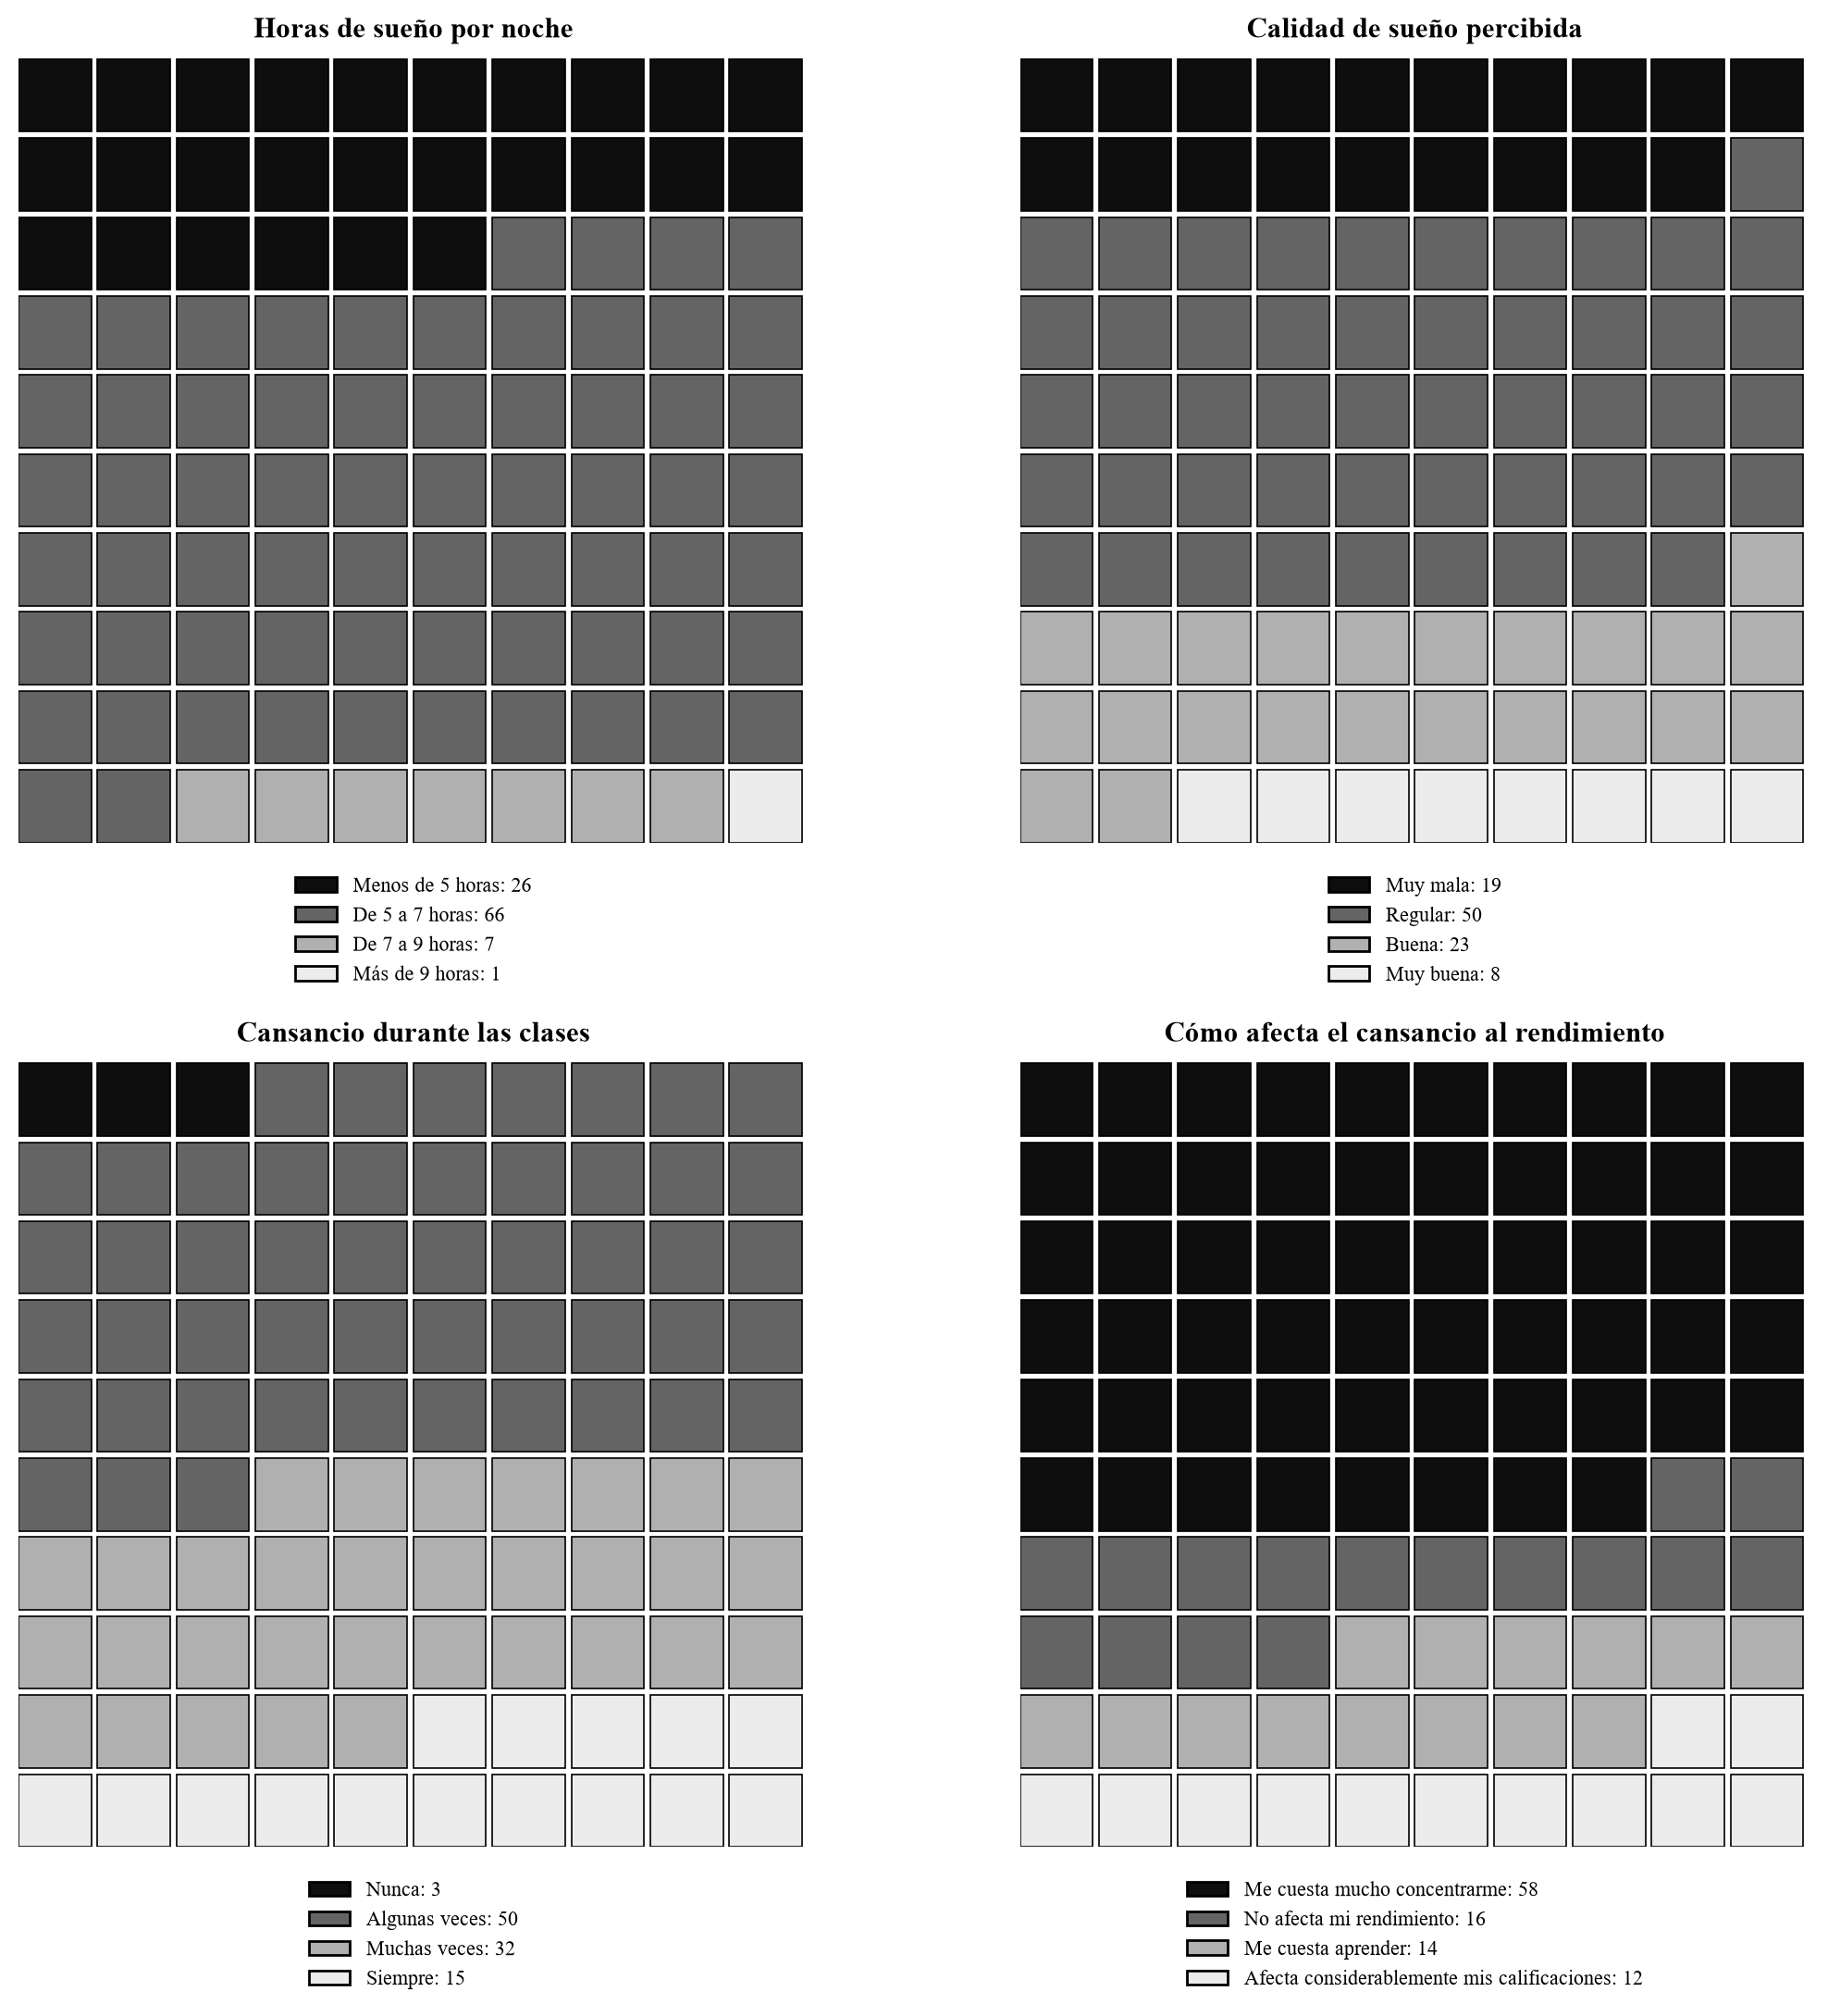 Horas de sueño por noche
Menos de 5 horas: 26
De 5 a 7 horas: 66
De 7 a 9 horas: 7
Más de 9 horas: 1
Calidad de sueño percibida
Muy mala: 19
Regular: 50
Buena: 23
Muy buena: 8
Cansancio durante las clases
Nunca: 3
Algunas veces: 50
Muchas veces: 32
Siempre: 15
Cómo afecta el cansancio al rendimiento
Me cuesta mucho concentrarme: 58
No afecta mi rendimiento: 16
Me cuesta aprender: 14
Afecta considerablemente mis calificaciones: 12